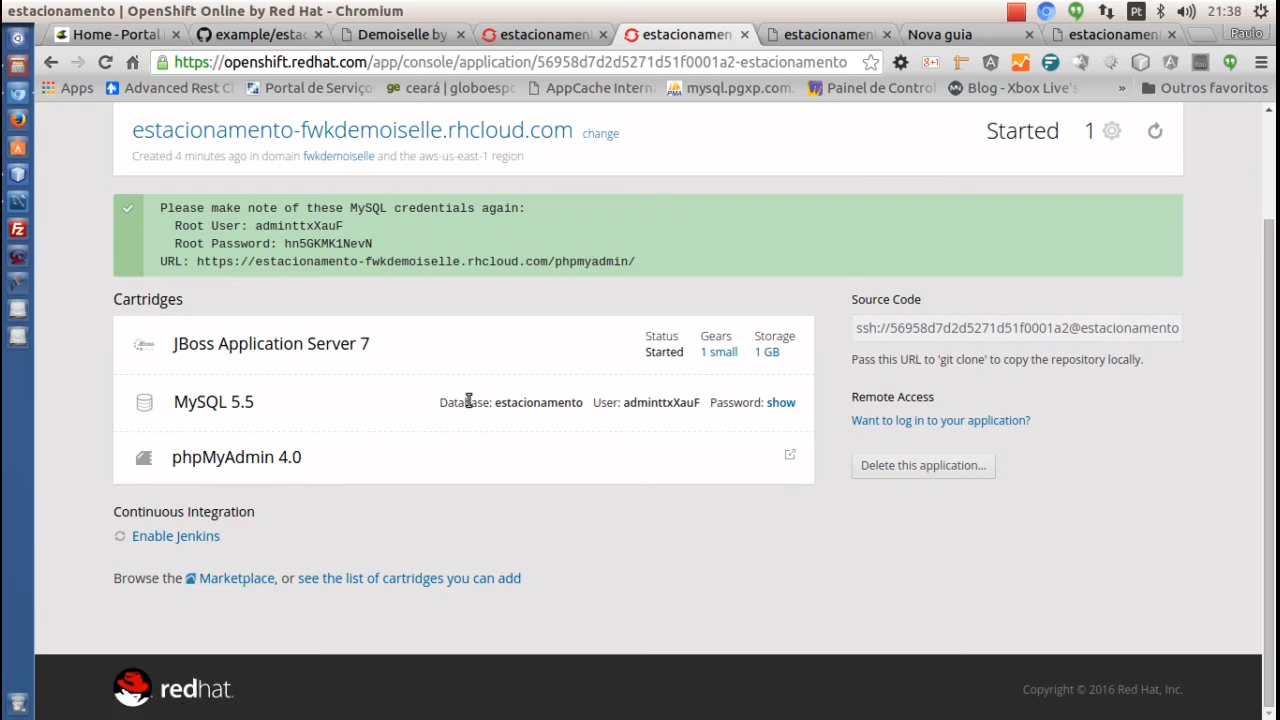 estacionamento | OpenShift Online by Red Hat - Chromium
Pt 21:38
Home - Portal
example/estac
Demoiselle by
estacionamen
estacionamen
estacionamen
Nova guia
estacionamen
Paulo
https://openshift.redhat.com/app/console/application/56958d7d2d5271d51f0001a2-estacionamento
Apps
Advanced Rest Cl
Portal de Serviço
ceará | globoespo
AppCache Intern
mysql.pgxp.com.
Painel de Control
Blog - Xbox Live's
»
Outros favoritos
estacionamento-fwkdemoiselle.rhcloud.com change
Started 1
Created 4 minutes ago in domain fwkdemoiselle and the aws-us-east-1 region
Please make note of these MySQL credentials again:
Root User: adminttxXauF
Root Password: hn5GKMK1NevN
URL: https://estacionamento-fwkdemoiselle.rhcloud.com/phpmyadmin/
Cartridges
JBoss Application Server 7
Status Gears Storage
Started 1 small 1 GB
MySQL 5.5
Database: estacionamento User: adminttxXauF Password: show
phpMyAdmin 4.0
Source Code
ssh://56958d7d2d5271d51f0001a2@estacionamento
Pass this URL to 'git clone' to copy the repository locally.
Remote Access
Want to log in to your application?
Delete this application...
Continuous Integration
Enable Jenkins
Browse the Marketplace, or see the list of cartridges you can add
redhat.
Copyright © 2016 Red Hat, Inc.